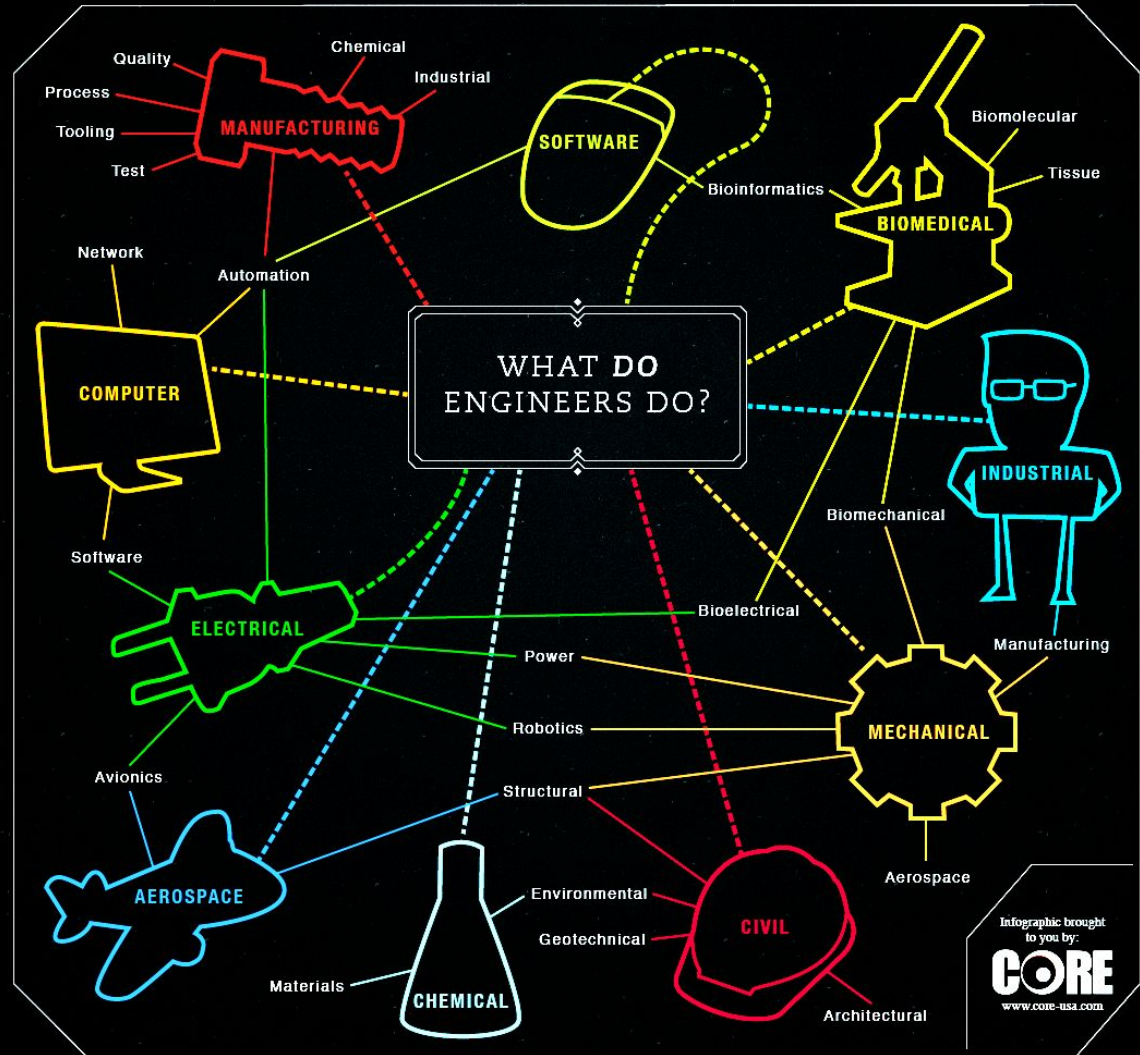 Chemical
Quality
Industrial
Process
MANUFACTURING
Tooling
Test
SOFTWARE
Biomolecular
Tissue
Bioinformatics
BIOMEDICAL
Network
Automation
COMPUTER
WHAT DO
ENGINEERS DO?
INDUSTRIAL
Biomechanical
Software
ELECTRICAL
Bioelectrical
Power
Manufacturing
Robotics
MECHANICAL
Avionics
Structural
Aerospace
AEROSPACE
Environmental
Geotechnical
CIVIL
Materials
CHEMICAL
Architectural
Infographic brought
to you by:
CORE
www.core-usa.com